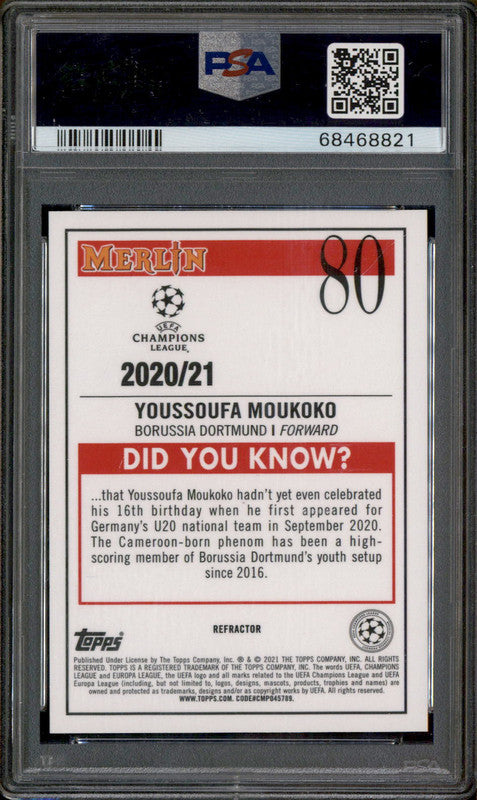 PSA
68468821
MERLIN
80
UEFA
CHAMPIONS
LEAGUE®
2020/21
YOUSSOUFA MOUKOKO
BORUSSIA DORTMUND I FORWARD
DID YOU KNOW?
...that Youssoufa Moukoko hadn't yet even celebrated
his 16th birthday when he first appeared for
Germany's U20 national team in September 2020.
The Cameroon-born phenom has been a high-
scoring member of Borussia Dortmund's youth setup
since 2016.
REFRACTOR
topps
Published Under License by The Topps Company, Inc. ® & © 2021 THE TOPPS COMPANY, INC. ALL RIGHTS
RESERVED. TOPPS IS A REGISTERED TRADEMARK OF THE TOPPS COMPANY, INC. The words UEFA, CHAMPIONS
LEAGUE and EUROPA LEAGUE, the logo and all marks related to the UEFA Champions League and UEFA
Europa League (including, but not limited to, logos, designs, mascots, products, trophies and names) are
owned and protected as trademarks, designs and/or as copyright works by UEFA. All rights reserved.
WWW.TOPPS.COM. CODE#CMP045789.
PSA